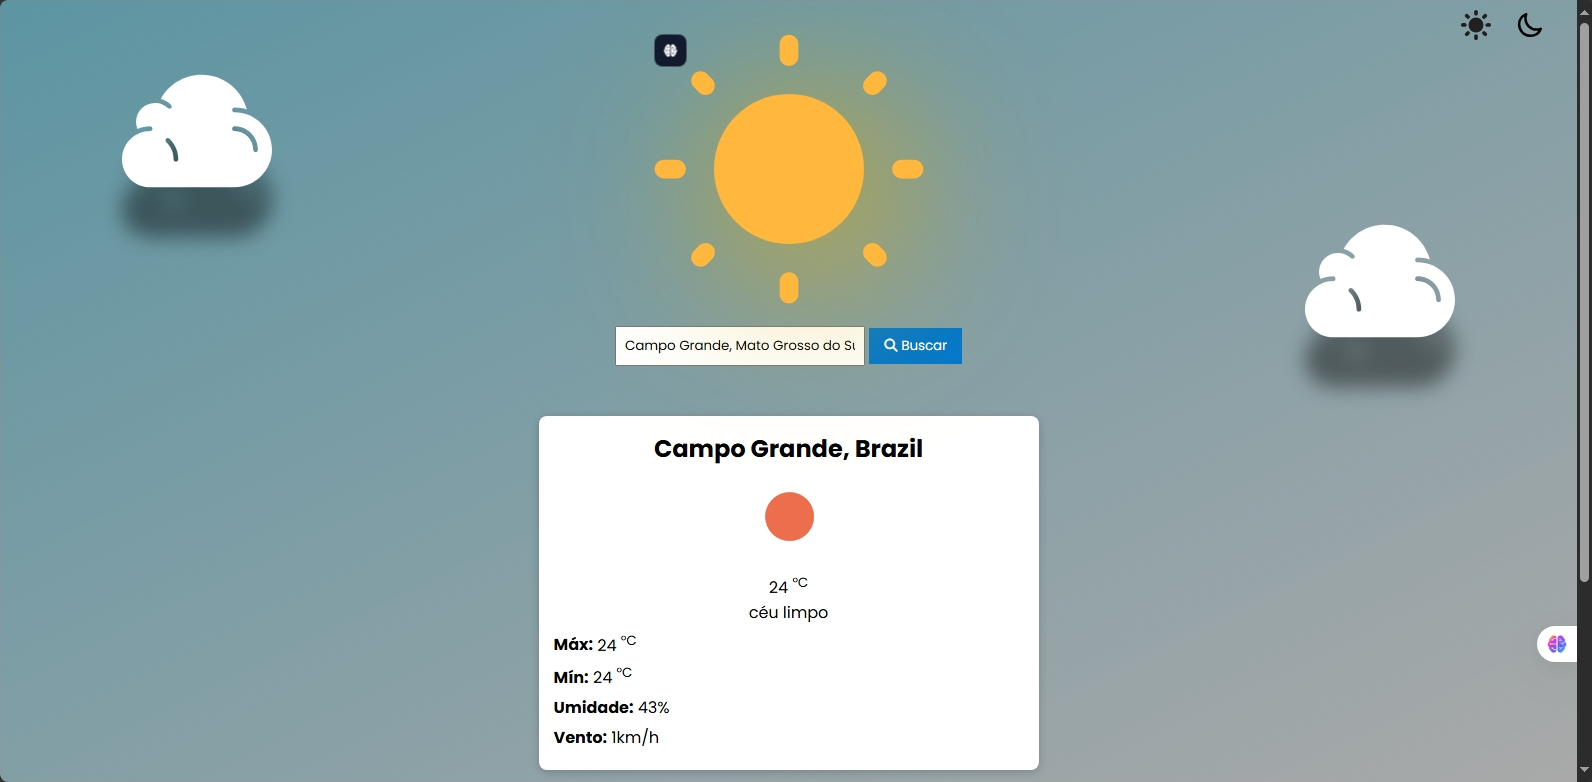 Campo Grande, Mato Grosso do
Buscar
Campo Grande, Brazil
24 °C
céu limpo
Máx: 24 °C
Mín: 24 °C
Umidade: 43%
Vento: 1km/h